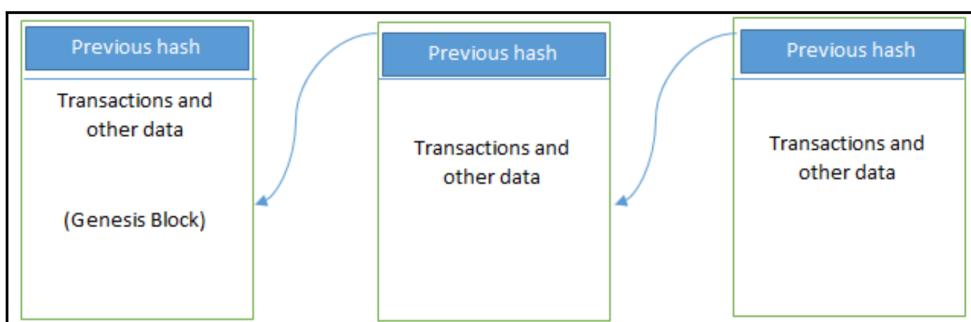 Previous hash
Transactions and
other data
(Genesis Block)
Previous hash
Transactions and
other data
Previous hash
Transactions and
other data